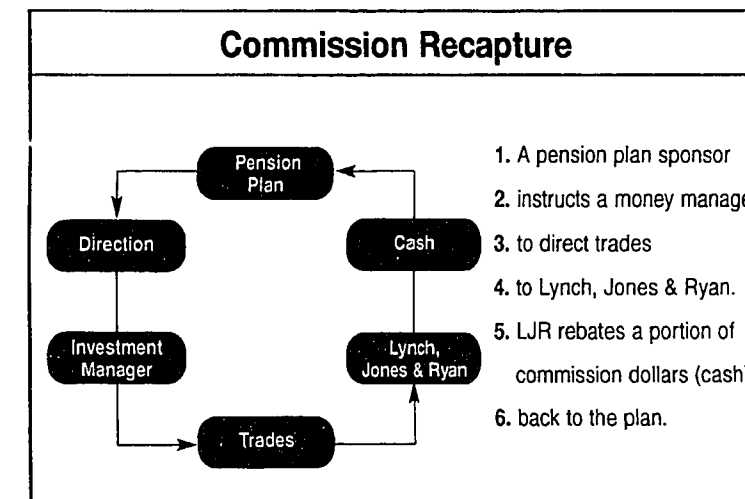 Commission Recapture
Pension
Plan
Direction
Cash
Investment
Manager
Lynch,
Jones & Ryan
Trades
1. A pension plan sponsor
2. instructs a money manage
3. to direct trades
4. to Lynch, Jones & Ryan.
5. LJR rebates a portion of
commission dollars (cash)
6. back to the plan.